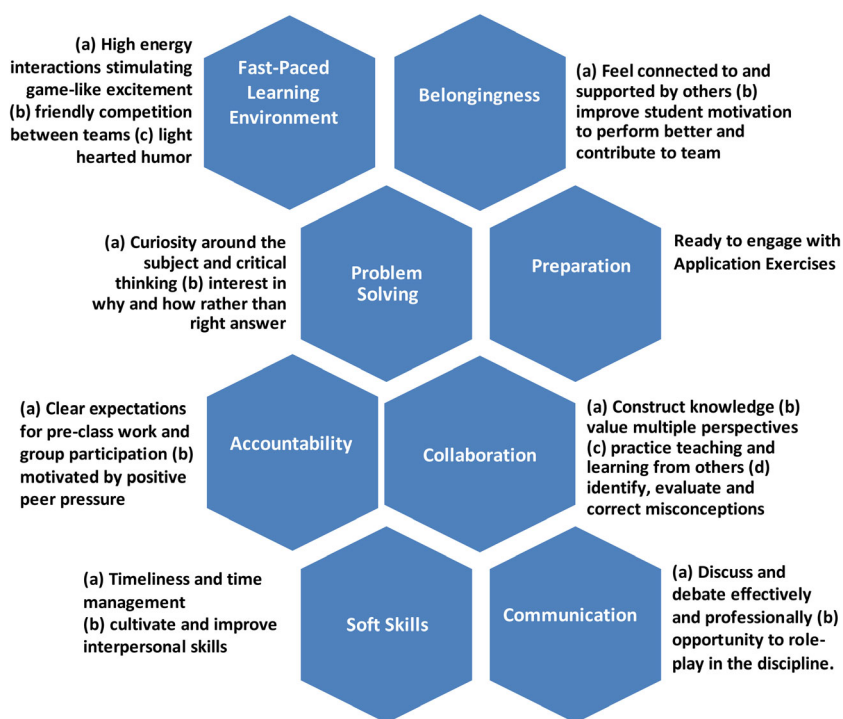 (a) High energy
interactions stimulating
game-like excitement
(b) friendly competition
between teams (c) light
hearted humor
Fast-Paced
Learning
Environment
Belongingness
(a) Feel connected to and
supported by others (b)
improve student motivation
to perform better and
contribute to team
(a) Curiosity around the
subject and critical
thinking (b) interest in
why and how rather than
right answer
Problem
Solving
Preparation
Ready to engage with
Application Exercises
(a) Clear expectations
for pre-class work and
group participation (b)
motivated by positive
peer pressure
Accountability
Collaboration
(a) Construct knowledge (b)
value multiple perspectives
(c) practice teaching and
learning from others (d)
identify, evaluate and
correct misconceptions
(a) Timeliness and time
management
(b) cultivate and improve
interpersonal skills
Soft Skills
Communication
(a) Discuss and
debate effectively
and professionally (b)
opportunity to role-
play in the discipline.